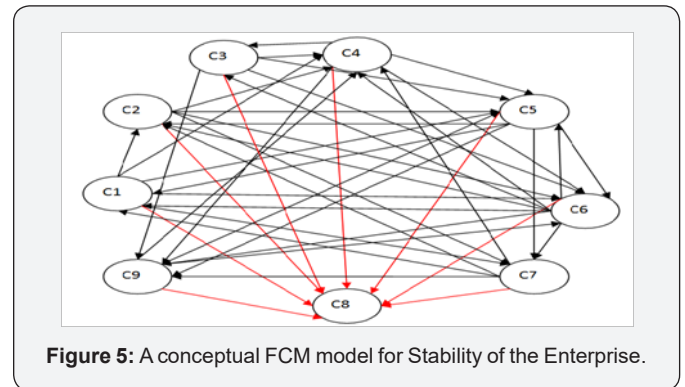 C3
C4
C2
C5
C1
C6
C9
C7
C8
Figure 5: A conceptual FCM model for Stability of the Enterprise.